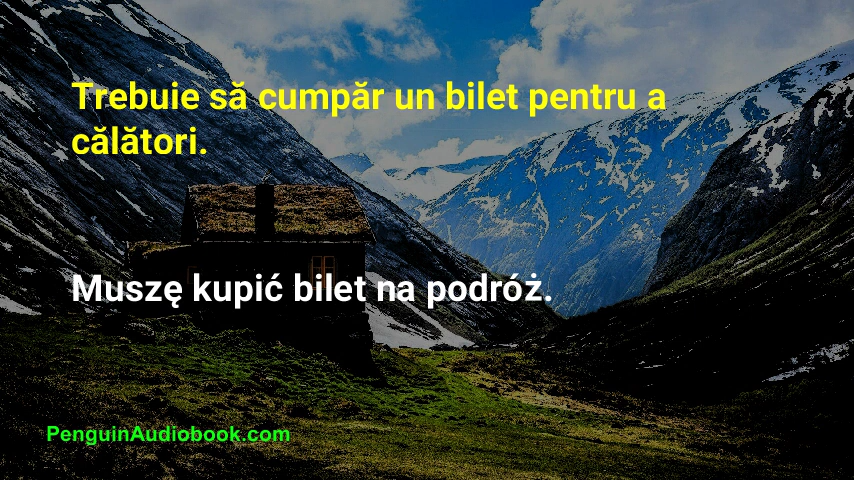 Trebuie să cumpăr un bilet pentru a
călători.
Muszę kupić bilet na podróż.
PenguinAudiobook.com